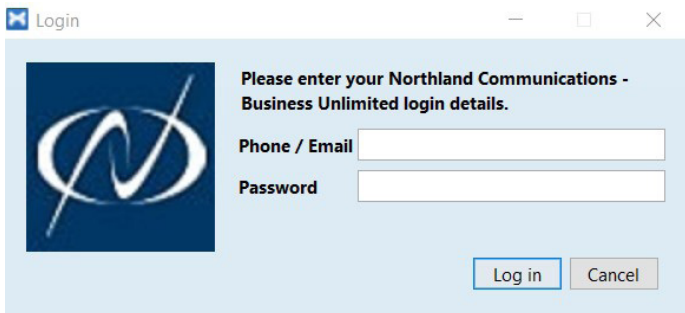 Login
Please enter your Northland Communications -
Business Unlimited login details.
Phone / Email
Password
Log in Cancel